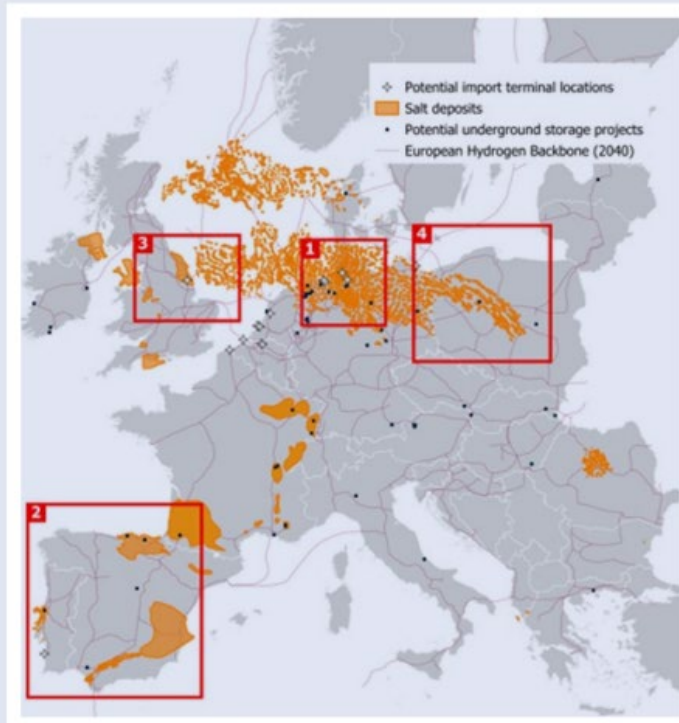 Potential import terminal locations
Salt deposits
Potential underground storage projects
European Hydrogen Backbone (2040)
3
1
4
2